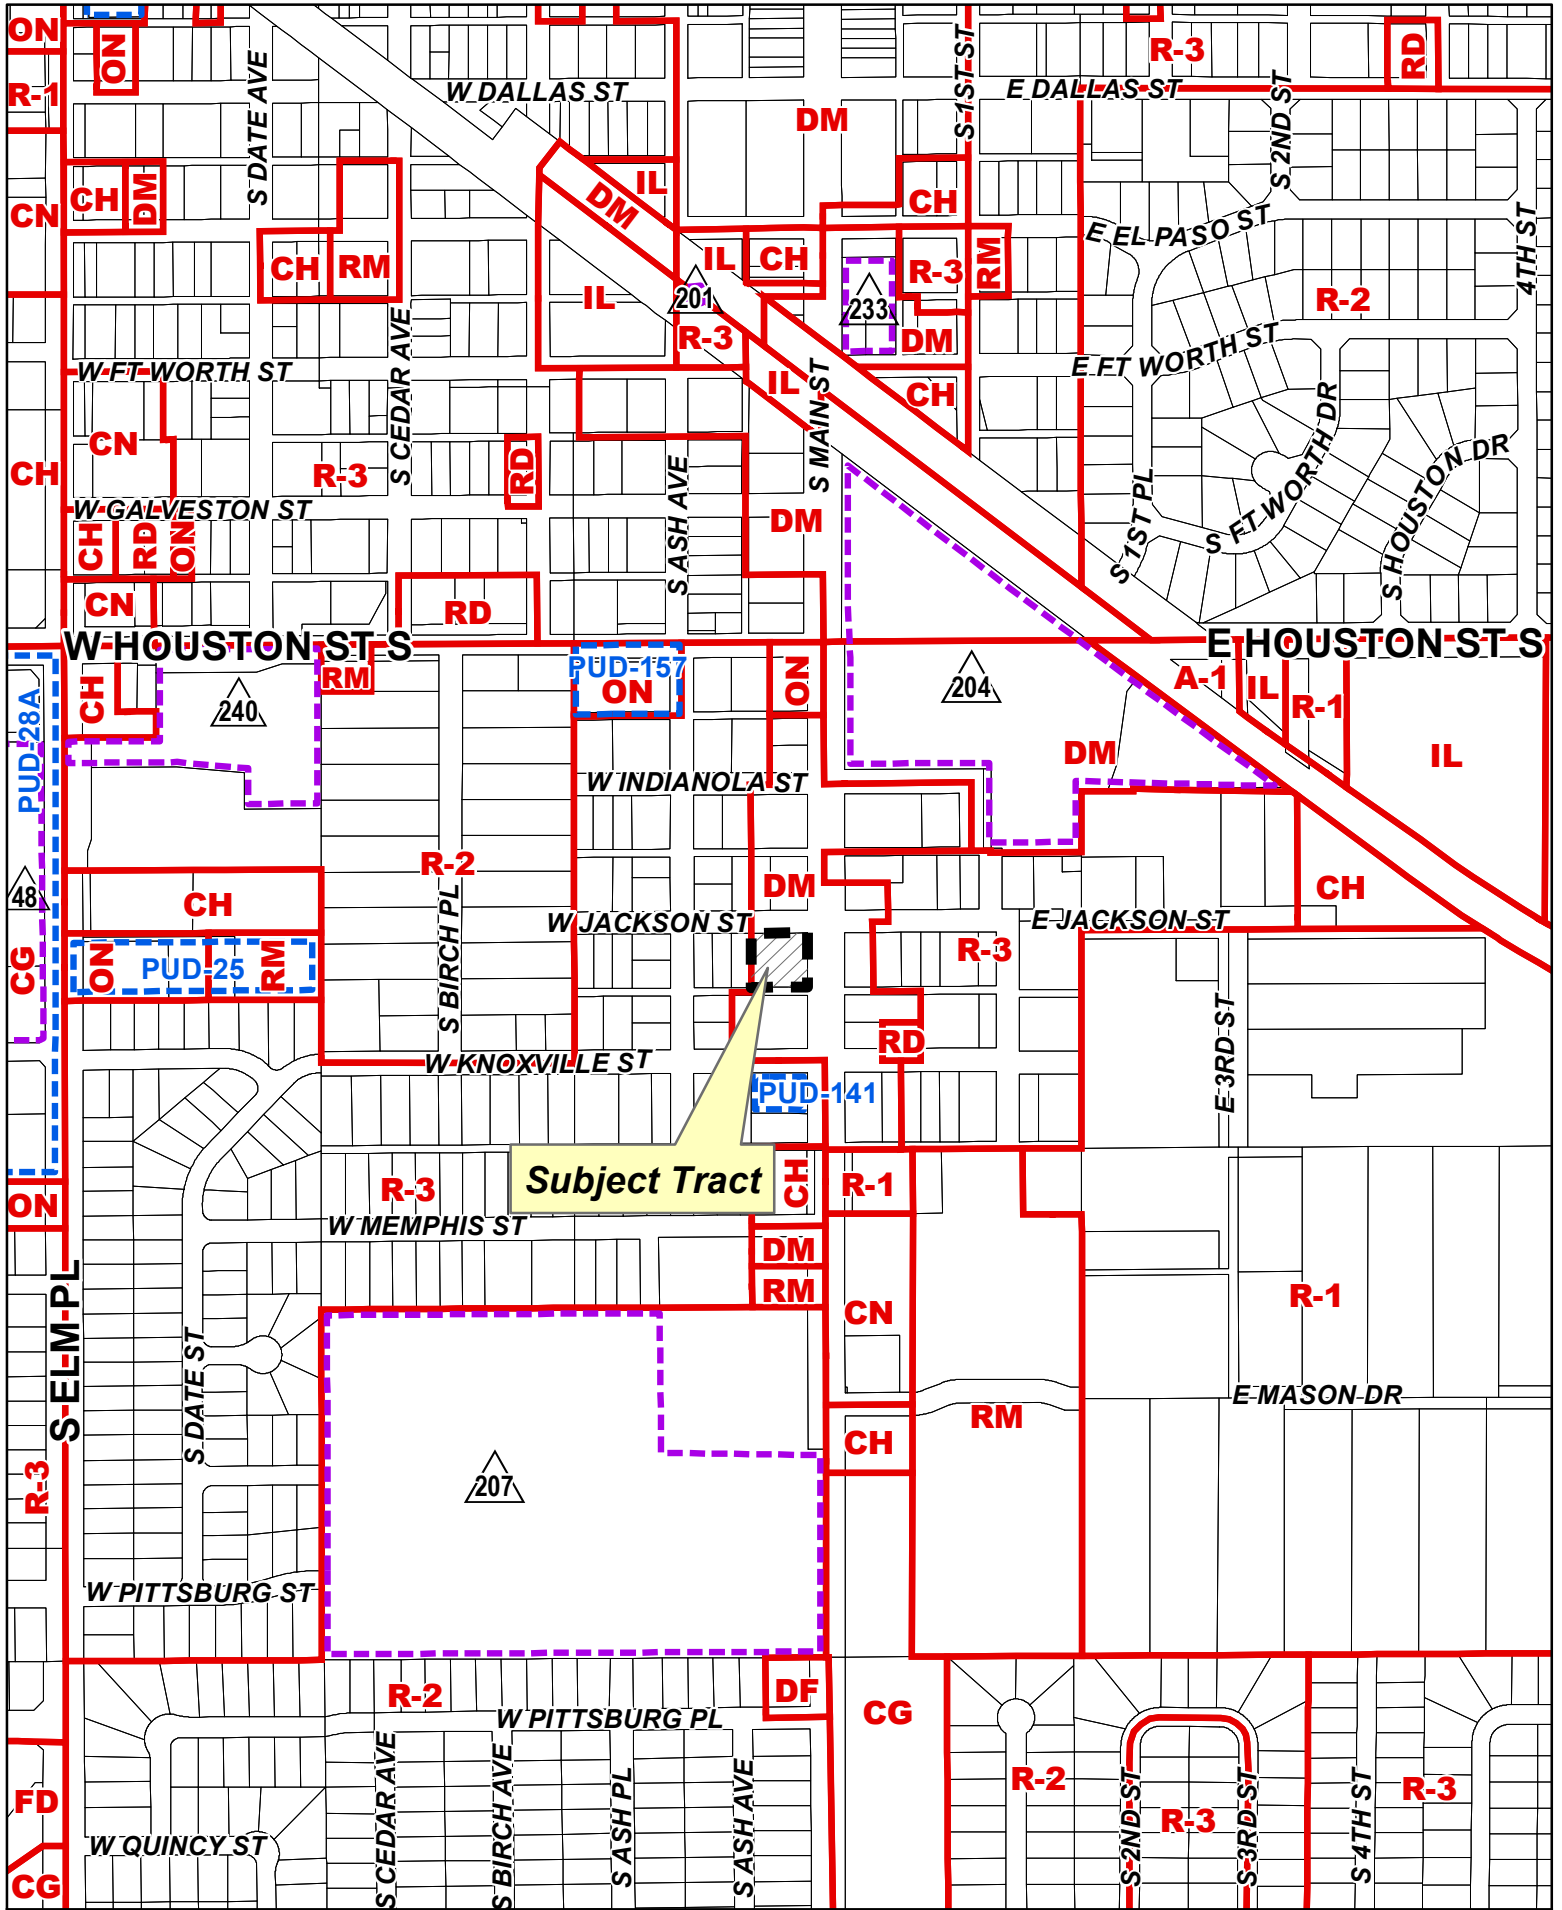 ON
R-1
ON
S DATE AVE
W DALLAS ST
DM
S 1ST ST
R-3
E DALLAS ST
S 2ND ST
RD
CN
CH
DM
DM
IL
CH
E EL PASO ST
4TH ST
CH
RM
IL
IL
CH
201
233
R-3
RM
R-2
R-3
DM
W FT WORTH ST
S CEDAR AVE
IL
S MAIN ST
CH
E FT WORTH ST
CN
CH
R-3
RD
S ASH AVE
DM
S 1ST PL
S FT WORTH DR
S HOUSTON DR
W GALVESTON ST
CH
RD
ON
CN
RD
W HOUSTON ST S
E HOUSTON ST S
CH
240
RM
PUD-157
ON
ON
204
A-1
IL
R-1
IL
PUD-28A
DM
W INDIANOLA ST
R-2
DM
48
CH
CH
S BIRCH PL
W JACKSON ST
E JACKSON ST
CG
ON
PUD-25
RM
R-3
W KNOXVILLE ST
RD
E 3RD ST
PUD-141
Subject Tract
R-3
CH
R-1
ON
W MEMPHIS ST
DM
RM
CN
R-1
S ELM PL
S DATE ST
E MASON DR
RM
CH
R-3
207
W PITTSBURG ST
R-2
DF
CG
W PITTSBURG PL
FD
S CEDAR AVE
S BIRCH AVE
S ASH PL
S ASH AVE
R-2
S 2ND ST
R-3
S 3RD ST
S 4TH ST
R-3
W QUINCY ST
CG